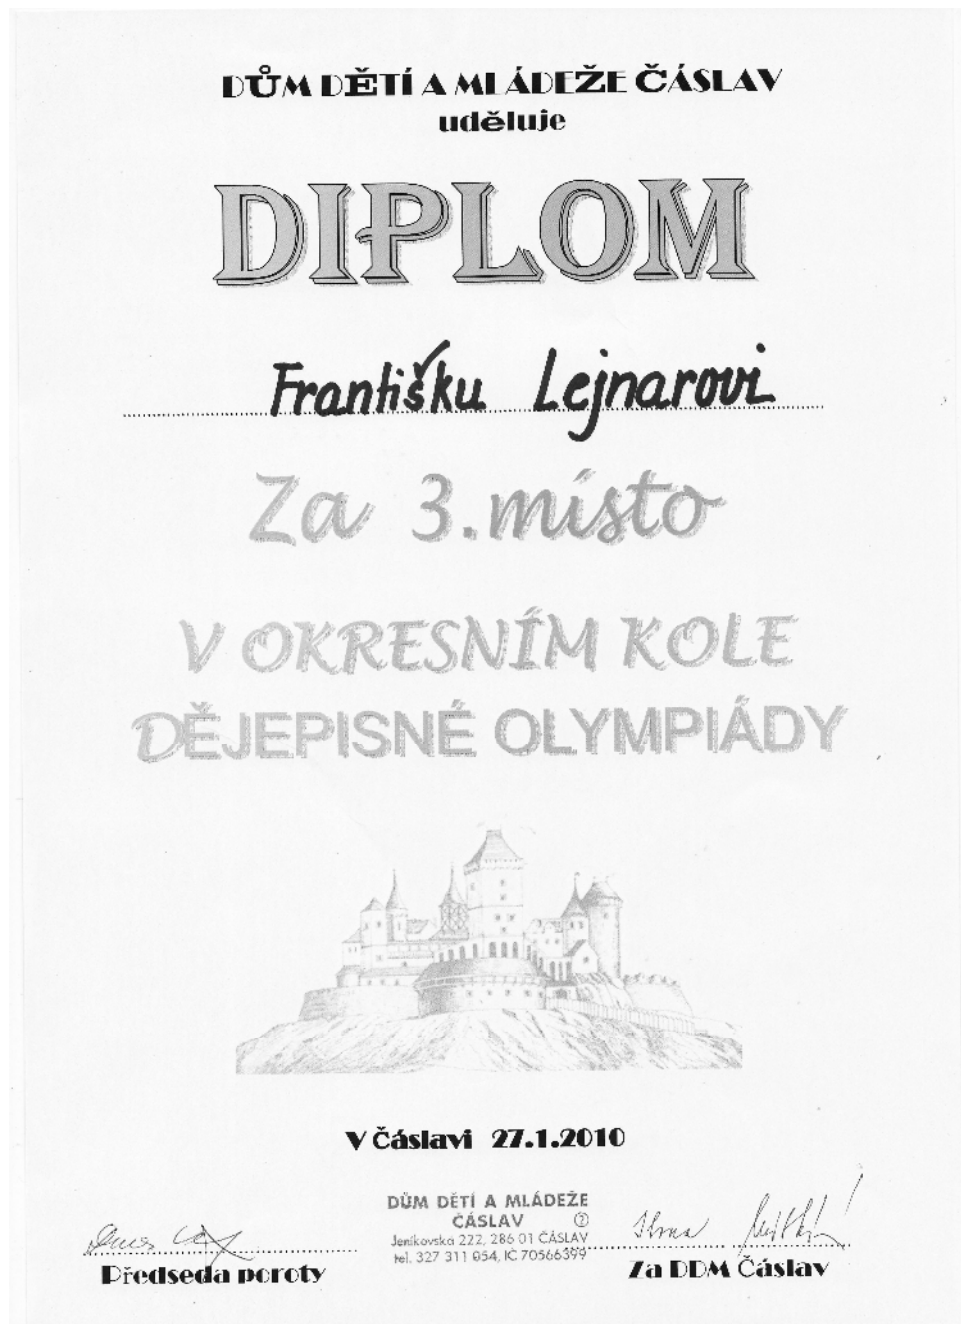 DŮM DĚTÍ A MLÁDEŽE ČÁSLAV
uděluje
DIPLOM
Františku Lejnarovi
Za 3. místo
V OKRESNÍM KOLE
DĚJEPISNÉ OLYMPIÁDY
V Čáslavi 27.1.2010
DŮM DĚTÍ A MLÁDEŽE
ČÁSLAV ②
Jeníkovská 222, 286 01 ČÁSLAV
tel. 327 311 054, IČ 70566399
Předseda poroty
Za DDM Čáslav